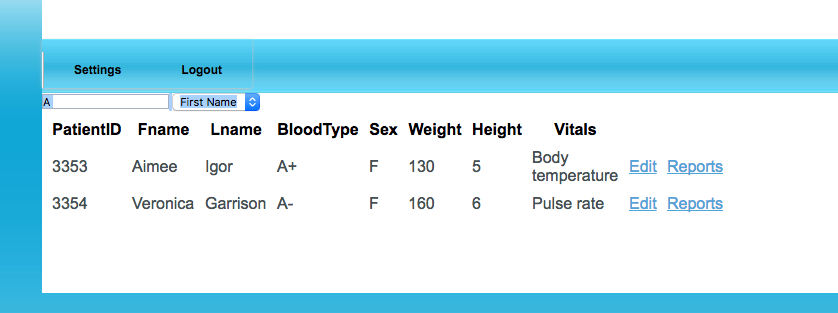 Settings Logout
A First Name
PatientID Fname Lname BloodType Sex Weight Height Vitals
3353 Aimee Igor A+ F 130 5 Body temperature Edit Reports
3354 Veronica Garrison A- F 160 6 Pulse rate Edit Reports